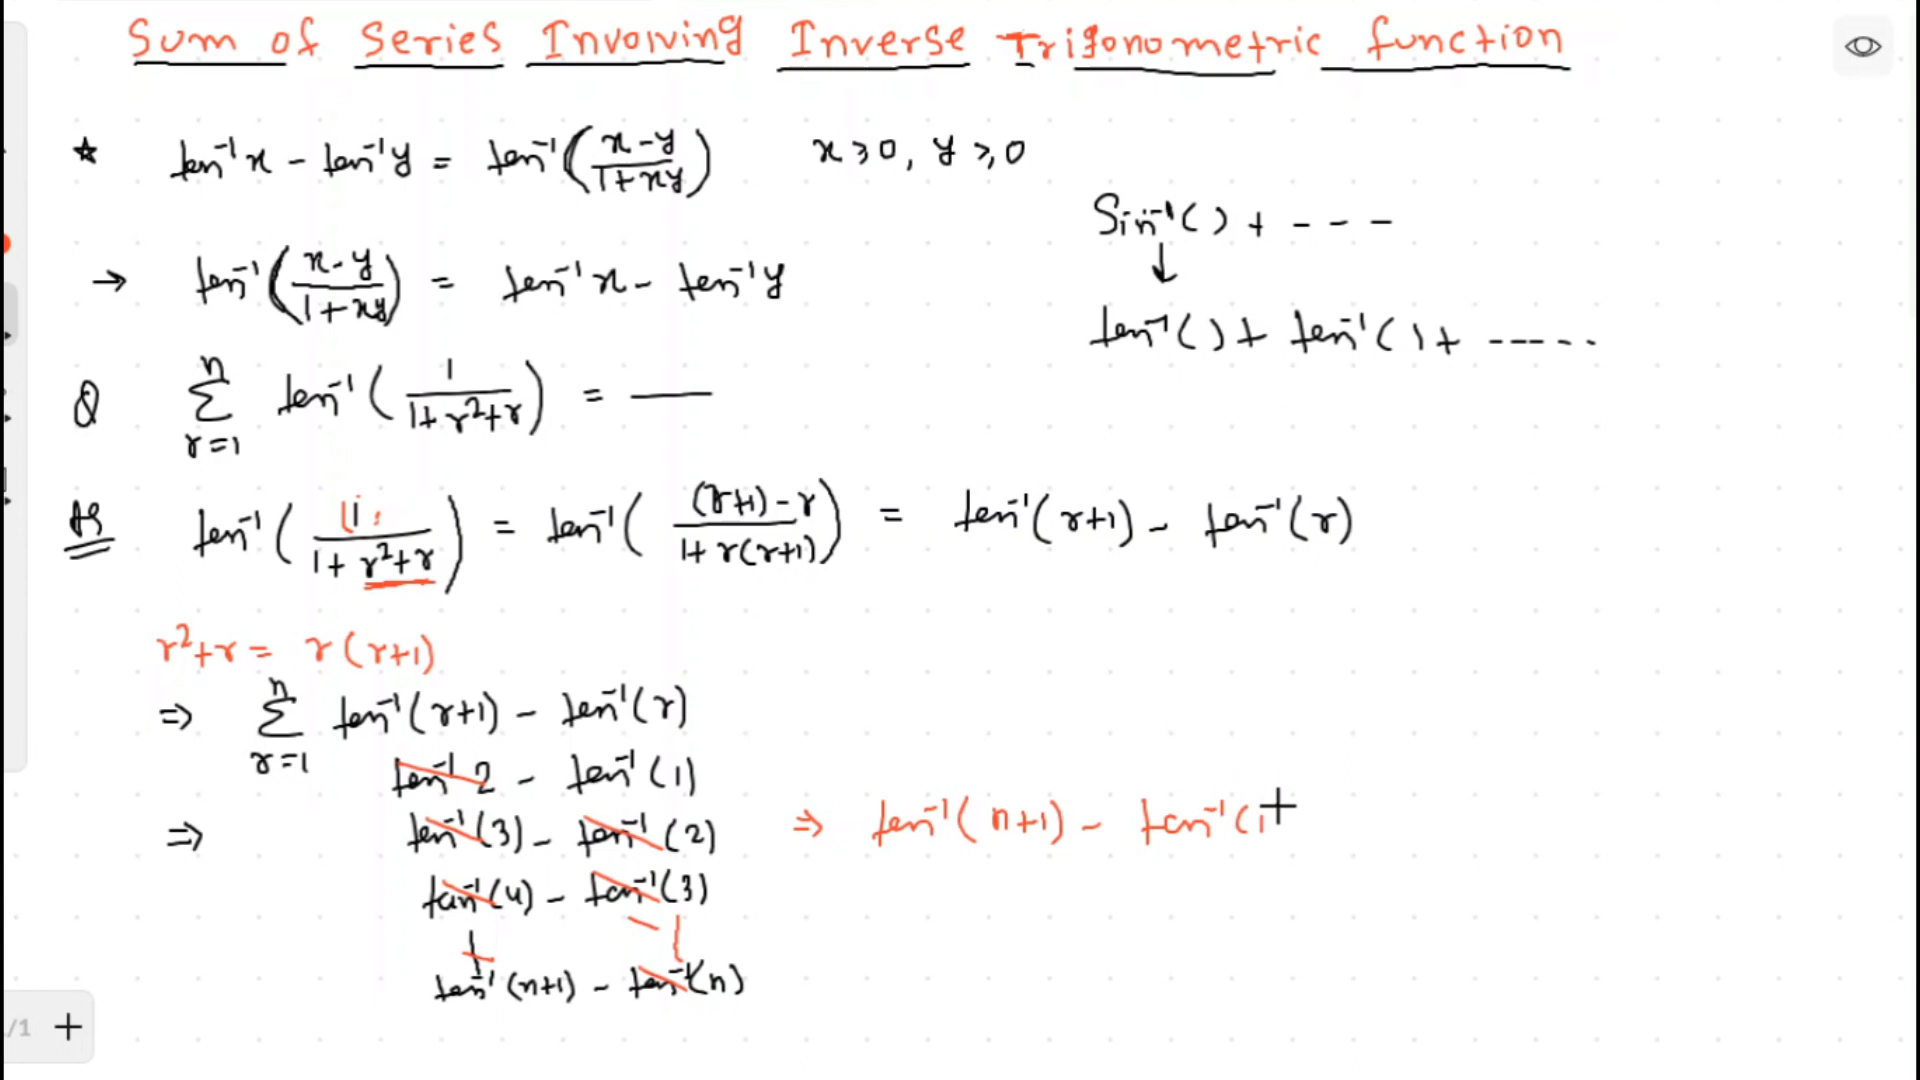 Sum of Series Involving Inverse Trigonometric function
★ tan⁻¹x - tan⁻¹y = tan⁻¹((x-y)/(1+xy)) x≥0, y≥0
Sin⁻¹( ) + - - -
↓
→ tan⁻¹((x-y)/(1+xy)) = tan⁻¹x - tan⁻¹y
tan⁻¹( ) + tan⁻¹( ) + -----
Q Σ_{r=1}^{n} tan⁻¹(1/(1+r²+r)) = ——
tan⁻¹(1/(1+r²+r)) = tan⁻¹(((r+1)-r)/(1+r(r+1))) = tan⁻¹(r+1) - tan⁻¹(r)
r²+r = r(r+1)
⇒ Σ_{r=1}^{n} tan⁻¹(r+1) - tan⁻¹(r)
tan⁻¹2 - tan⁻¹(1)
⇒ tan⁻¹(3) - tan⁻¹(2) ⇒ tan⁻¹(n+1) - tan⁻¹(1
tan⁻¹(4) - tan⁻¹(3)
tan⁻¹(n+1) - tan⁻¹(n)
/1 +